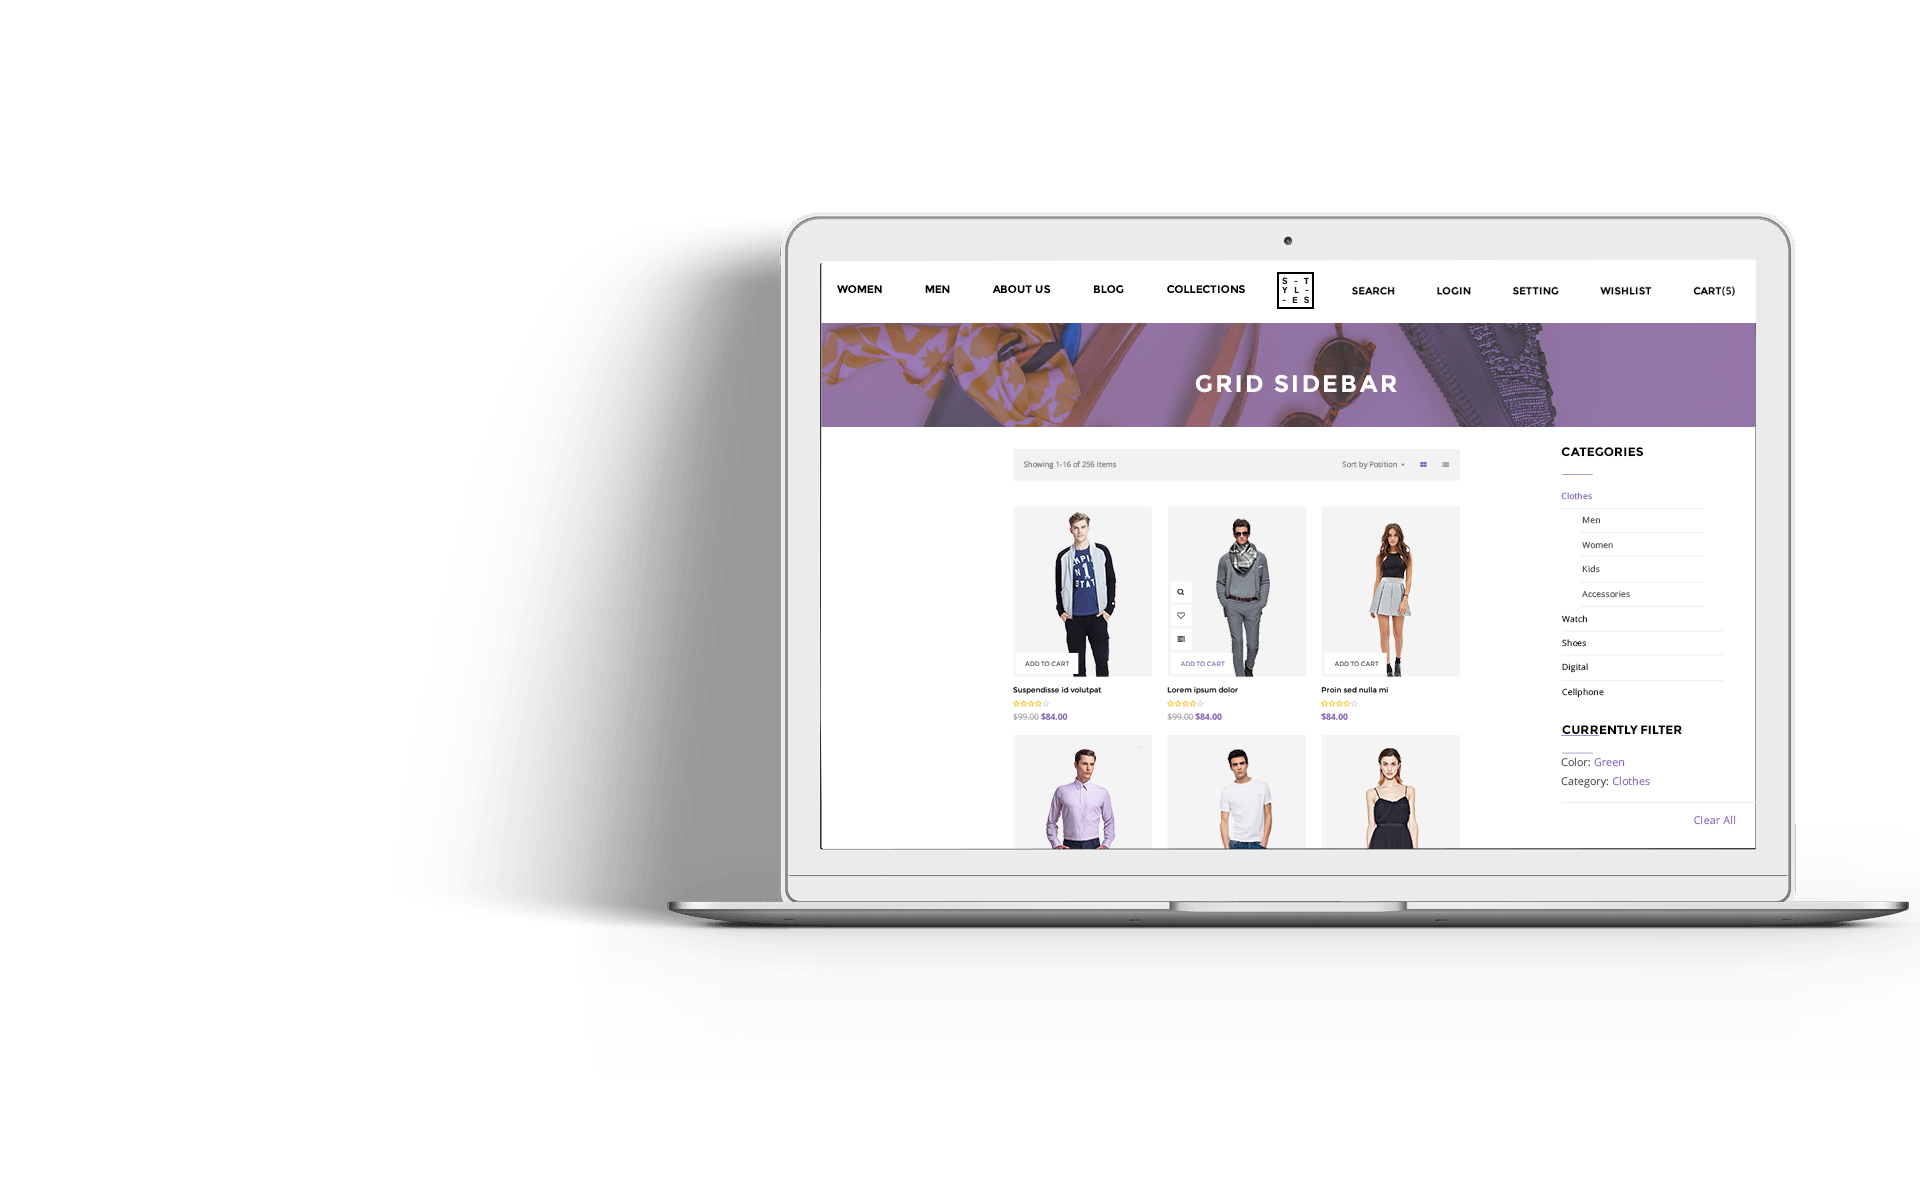 WOMEN MEN ABOUT US BLOG COLLECTIONS
S - T
Y L -
- E S
SEARCH LOGIN SETTING WISHLIST CART(5)
GRID SIDEBAR
Showing 1-16 of 256 items Sort by Position
MPI
N 1
STAT
ADD TO CART ADD TO CART ADD TO CART
Suspendisse id volutpat Lorem ipsum dolor Proin sed nulla mi
$99.00 $84.00 $99.00 $84.00 $84.00
CATEGORIES
Clothes
Men
Women
Kids
Accessories
Watch
Shoes
Digital
Cellphone
CURRENTLY FILTER
Color: Green
Category: Clothes
Clear All